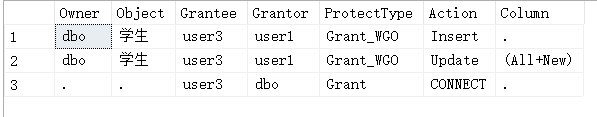 Owner Object Grantee Grantor ProtectType Action Column
1 dbo 学生 user3 user1 Grant_WGO Insert .
2 dbo 学生 user3 user1 Grant_WGO Update (All+New)
3 . . user3 dbo Grant CONNECT .